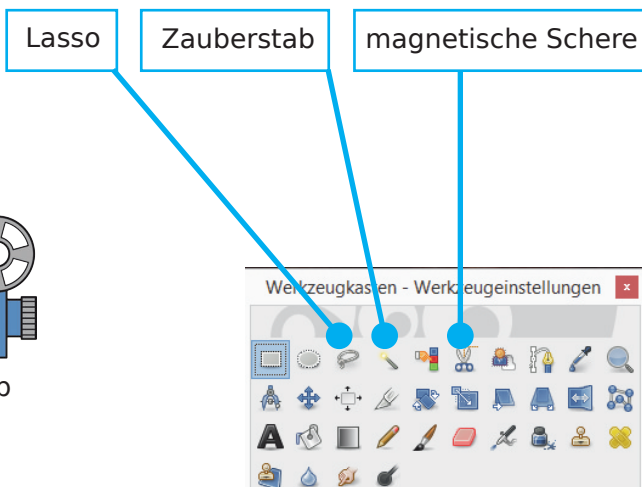 Lasso
Zauberstab
magnetische Schere
Werkzeugkasten - Werkzeugeinstellungen